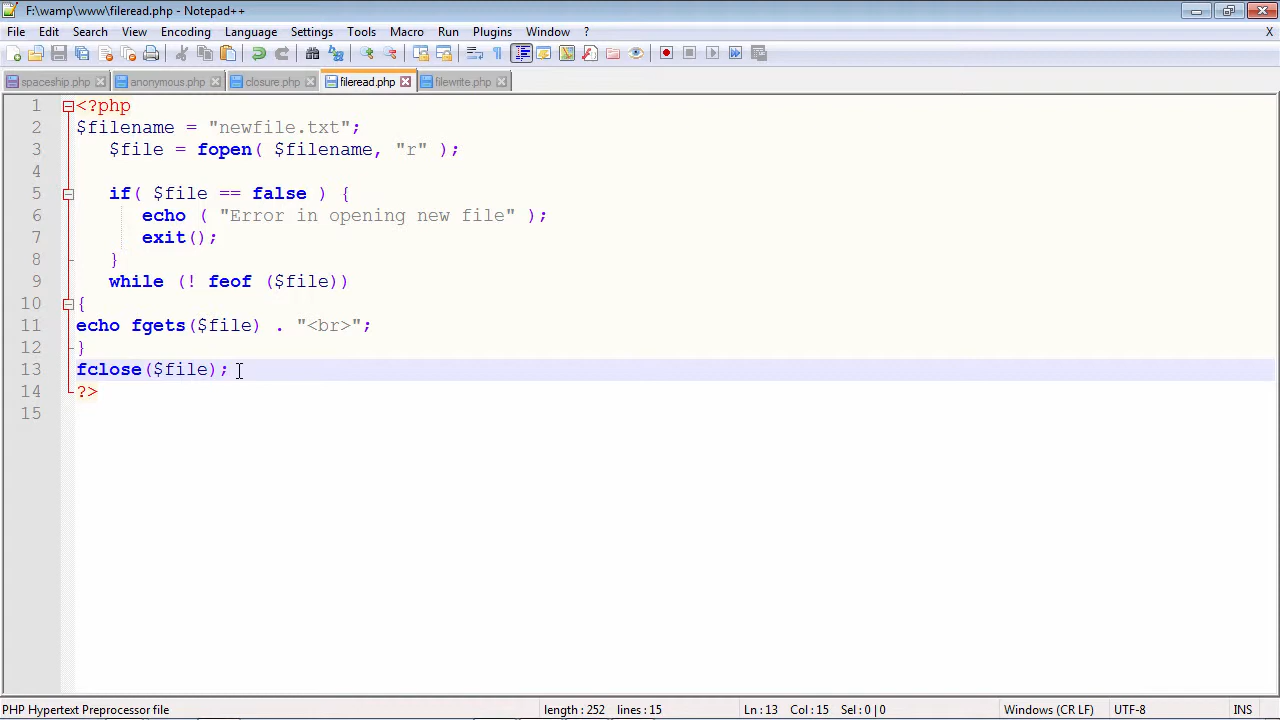 F:\wamp\www\fileread.php - Notepad++
File Edit Search View Encoding Language Settings Tools Macro Run Plugins Window ? X
spaceship.php anonymous.php closure.php fileread.php filewrite.php
1 <?php
2 $filename = "newfile.txt";
3 $file = fopen( $filename, "r" );
4
5 if( $file == false ) {
6 echo ( "Error in opening new file" );
7 exit();
8 }
9 while (! feof ($file))
10 {
11 echo fgets($file) . "<br>";
12 }
13 fclose($file);
14 ?>
15
PHP Hypertext Preprocessor file length : 252 lines : 15 Ln : 13 Col : 15 Sel : 0 | 0 Windows (CR LF) UTF-8 INS